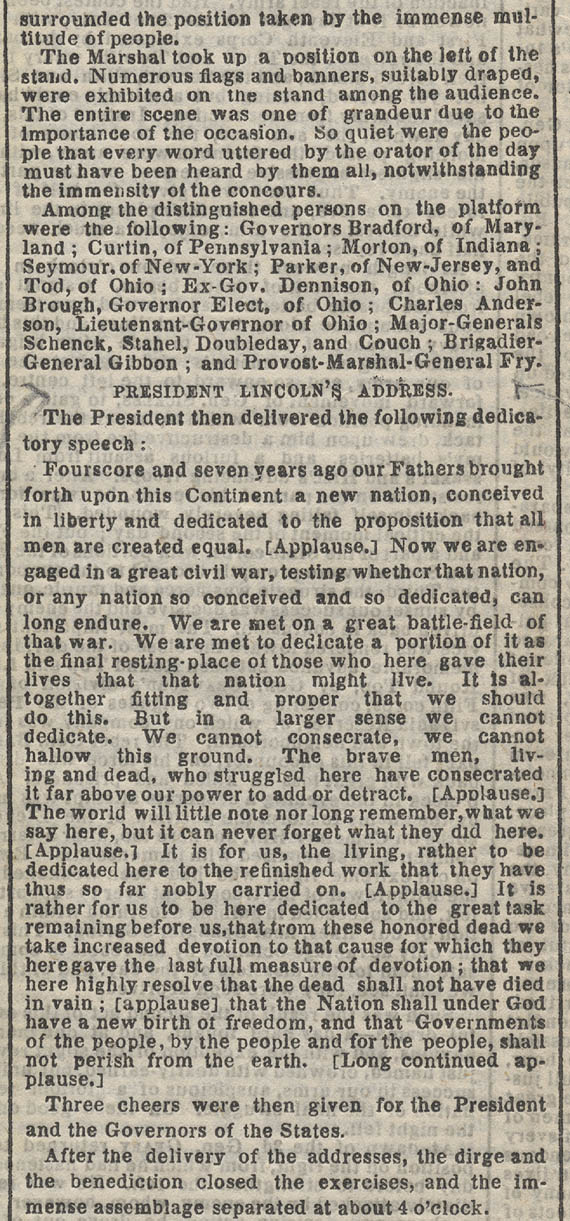 surrounded the position taken by the immense mul-
titude of people.
The Marshal took up a position on the left of the
stand. Numerous flags and banners, suitably draped,
were exhibited on the stand among the audience.
The entire scene was one of grandeur due to the
importance of the occasion. So quiet were the peo-
ple that every word uttered by the orator of the day
must have been heard by them all, notwithstanding
the immensity of the concours.
Among the distinguished persons on the platform
were the following: Governors Bradford, of Mary-
land; Curtin, of Pennsylvania; Morton, of Indiana;
Seymour, of New-York; Parker, of New-Jersey, and
Tod, of Ohio; Ex-Gov. Dennison, of Ohio: John
Brough, Governor Elect, of Ohio; Charles Ander-
son, Lieutenant-Governor of Ohio; Major-Generals
Schenck, Stahel, Doubleday, and Couch; Brigadier-
General Gibbon; and Provost-Marshal-General Fry.
PRESIDENT LINCOLN'S ADDRESS.
The President then delivered the following dedica-
tory speech:
Fourscore and seven years ago our Fathers brought
forth upon this Continent a new nation, conceived
in liberty and dedicated to the proposition that all
men are created equal. [Applause.] Now we are en-
gaged in a great civil war, testing whether that nation,
or any nation so conceived and so dedicated, can
long endure. We are met on a great battle-field of
that war. We are met to dedicate a portion of it as
the final resting-place of those who here gave their
lives that that nation might live. It is al-
together fitting and proper that we should
do this. But in a larger sense we cannot
dedicate. We cannot consecrate, we cannot
hallow this ground. The brave men, liv-
ing and dead, who struggled here have consecrated
it far above our power to add or detract. [Applause.]
The world will little note nor long remember, what we
say here, but it can never forget what they did here.
[Applause.] It is for us, the living, rather to be
dedicated here to the refinished work that they have
thus so far nobly carried on. [Applause.] It is
rather for us to be here dedicated to the great task
remaining before us, that from these honored dead we
take increased devotion to that cause for which they
here gave the last full measure of devotion; that we
here highly resolve that the dead shall not have died
in vain; [applause] that the Nation shall under God
have a new birth of freedom, and that Governments
of the people, by the people and for the people, shall
not perish from the earth. [Long continued ap-
plause.]
Three cheers were then given for the President
and the Governors of the States.
After the delivery of the addresses, the dirge and
the benediction closed the exercises, and the im-
mense assemblage separated at about 4 o'clock.